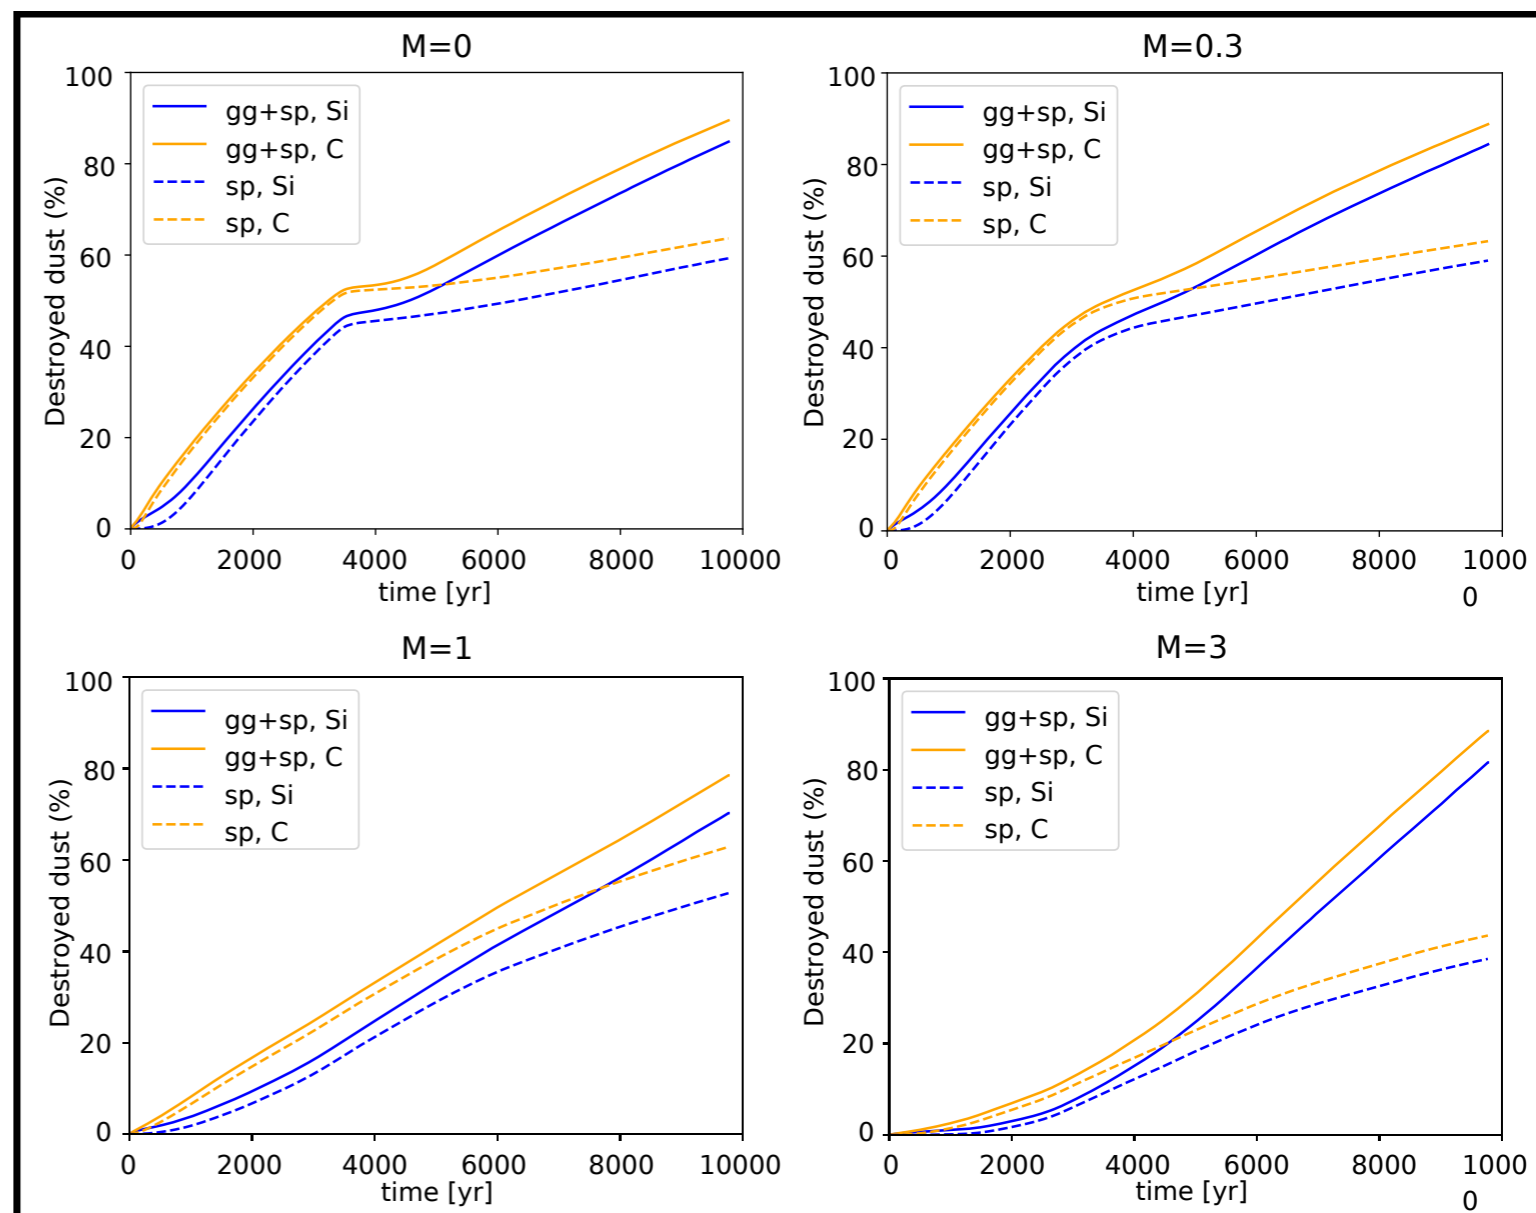 M=0
100
80
60
40
20
0
Destroyed dust (%)
gg+sp, Si
gg+sp, C
sp, Si
sp, C
0 2000 4000 6000 8000 10000
time [yr]
M=0.3
100
80
60
40
20
0
Destroyed dust (%)
gg+sp, Si
gg+sp, C
sp, Si
sp, C
0 2000 4000 6000 8000 1000
0
time [yr]
M=1
100
80
60
40
20
0
Destroyed dust (%)
gg+sp, Si
gg+sp, C
sp, Si
sp, C
0 2000 4000 6000 8000 10000
time [yr]
M=3
100
80
60
40
20
0
Destroyed dust (%)
gg+sp, Si
gg+sp, C
sp, Si
sp, C
0 2000 4000 6000 8000 1000
0
time [yr]